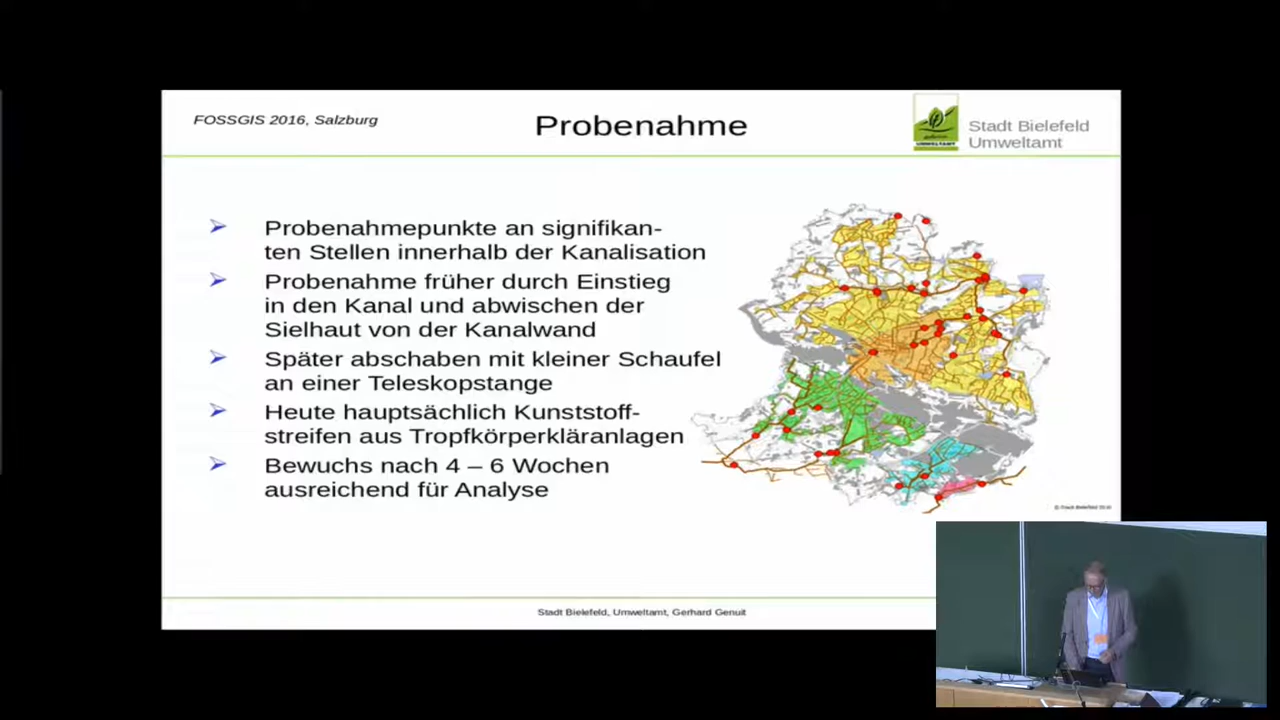 FOSSGIS 2016, Salzburg
Probenahme
UMWELTAMT
Stadt Bielefeld
Umweltamt
Probenahmepunkte an signifikan-
ten Stellen innerhalb der Kanalisation
Probenahme früher durch Einstieg
in den Kanal und abwischen der
Sielhaut von der Kanalwand
Später abschaben mit kleiner Schaufel
an einer Teleskopstange
Heute hauptsächlich Kunststoff-
streifen aus Tropfkörperkläranlagen
Bewuchs nach 4 – 6 Wochen
ausreichend für Analyse
Stadt Bielefeld, Umweltamt, Gerhard Genuit